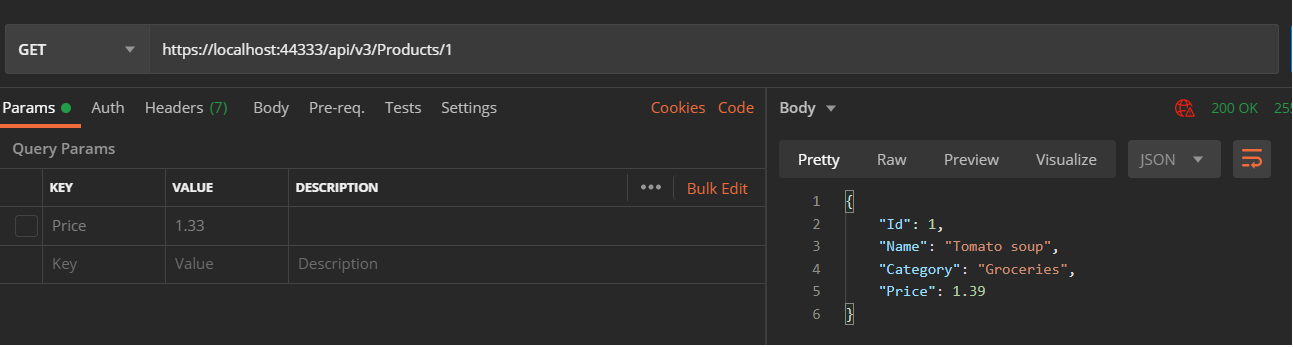 GET https://localhost:44333/api/v3/Products/1
Params Auth Headers (7) Body Pre-req. Tests Settings Cookies Code
Query Params
KEY VALUE DESCRIPTION ••• Bulk Edit
Price 1.33
Key Value Description
Body 200 OK 255
Pretty Raw Preview Visualize JSON
1 {
2 "Id": 1,
3 "Name": "Tomato soup",
4 "Category": "Groceries",
5 "Price": 1.39
6 }